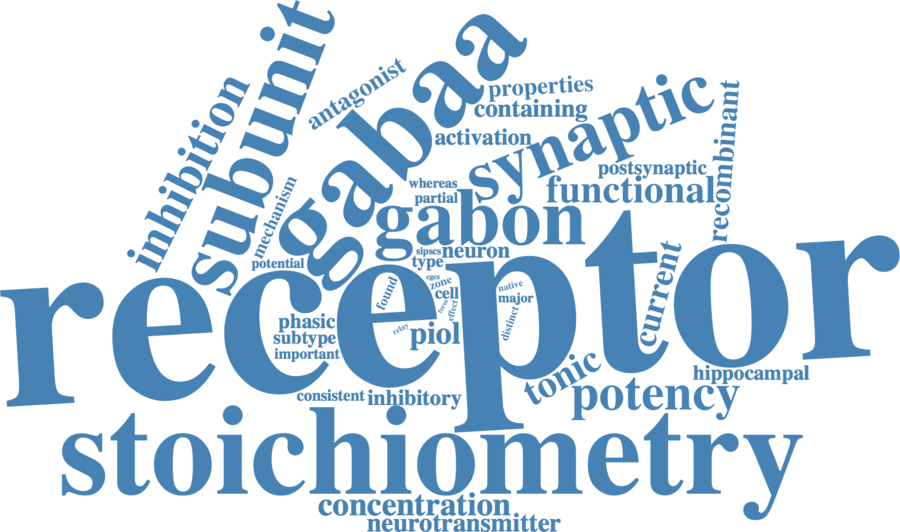 subunit
gabaa
inhibition
antagonist
properties
containing
activation
synaptic
recombinant
postsynaptic
functional
mechanism
whereas
partial
gabon
potential
sipscs
neuron
type
receptor
cgcs
zone
cell
found
form
effect
relay
piol
native
major
distinct
current
phasic
subtype
important
tonic
hippocampal
potency
consistent
inhibitory
stoichiometry
concentration
neurotransmitter